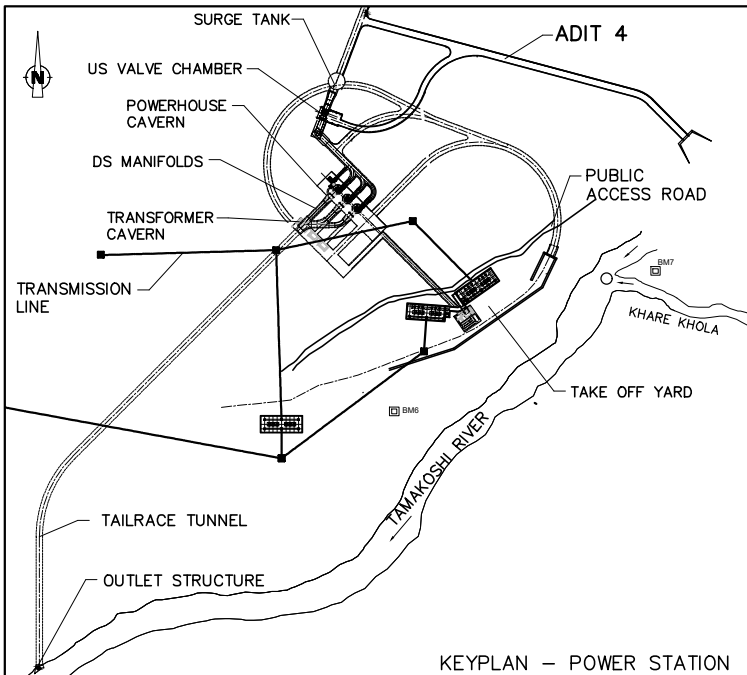 SURGE TANK
ADIT 4
US VALVE CHAMBER
POWERHOUSE
CAVERN
DS MANIFOLDS
PUBLIC
ACCESS ROAD
TRANSFORMER
CAVERN
TRANSMISSION
LINE
BM7
KHARE KHOLA
TAKE OFF YARD
BM6
TAMAKOSHI RIVER
TAILRACE TUNNEL
OUTLET STRUCTURE
KEYPLAN – POWER STATION
N